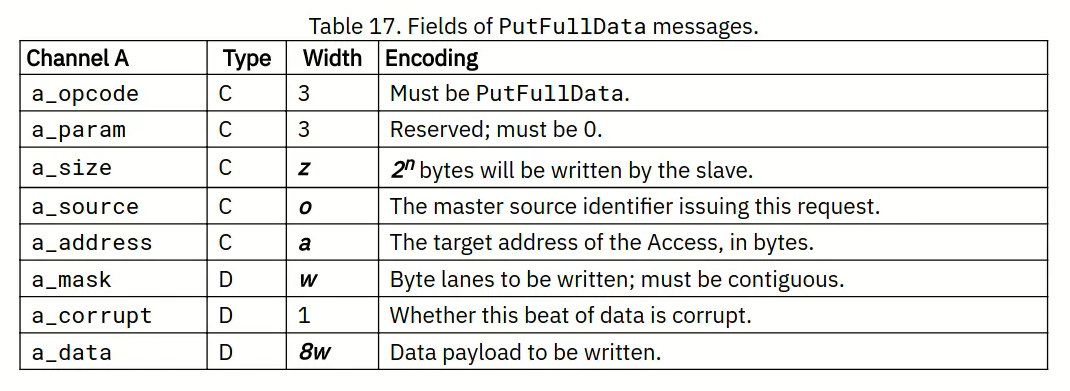 Table 17. Fields of PutFullData messages.
Channel A Type Width Encoding
a_opcode C 3 Must be PutFullData.
a_param C 3 Reserved; must be 0.
a_size C z 2ⁿ bytes will be written by the slave.
a_source C o The master source identifier issuing this request.
a_address C a The target address of the Access, in bytes.
a_mask D w Byte lanes to be written; must be contiguous.
a_corrupt D 1 Whether this beat of data is corrupt.
a_data D 8w Data payload to be written.